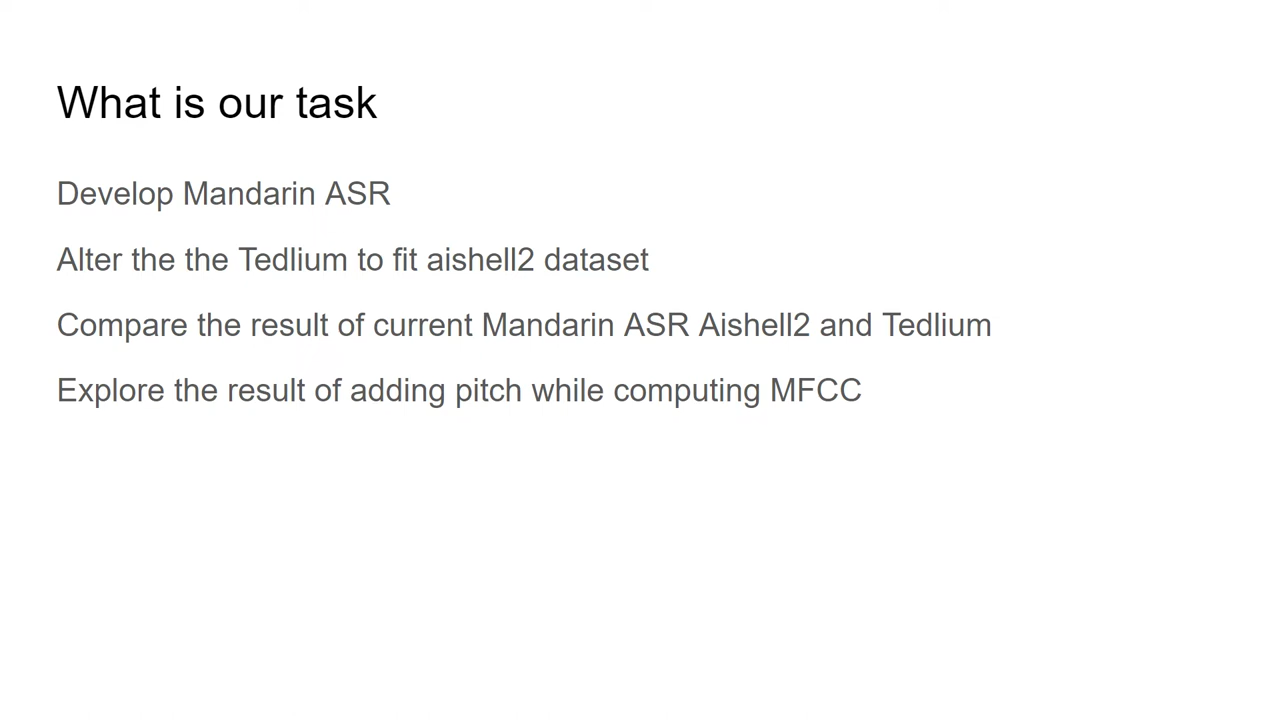 What is our task
Develop Mandarin ASR
Alter the the Tedlium to fit aishell2 dataset
Compare the result of current Mandarin ASR Aishell2 and Tedlium
Explore the result of adding pitch while computing MFCC